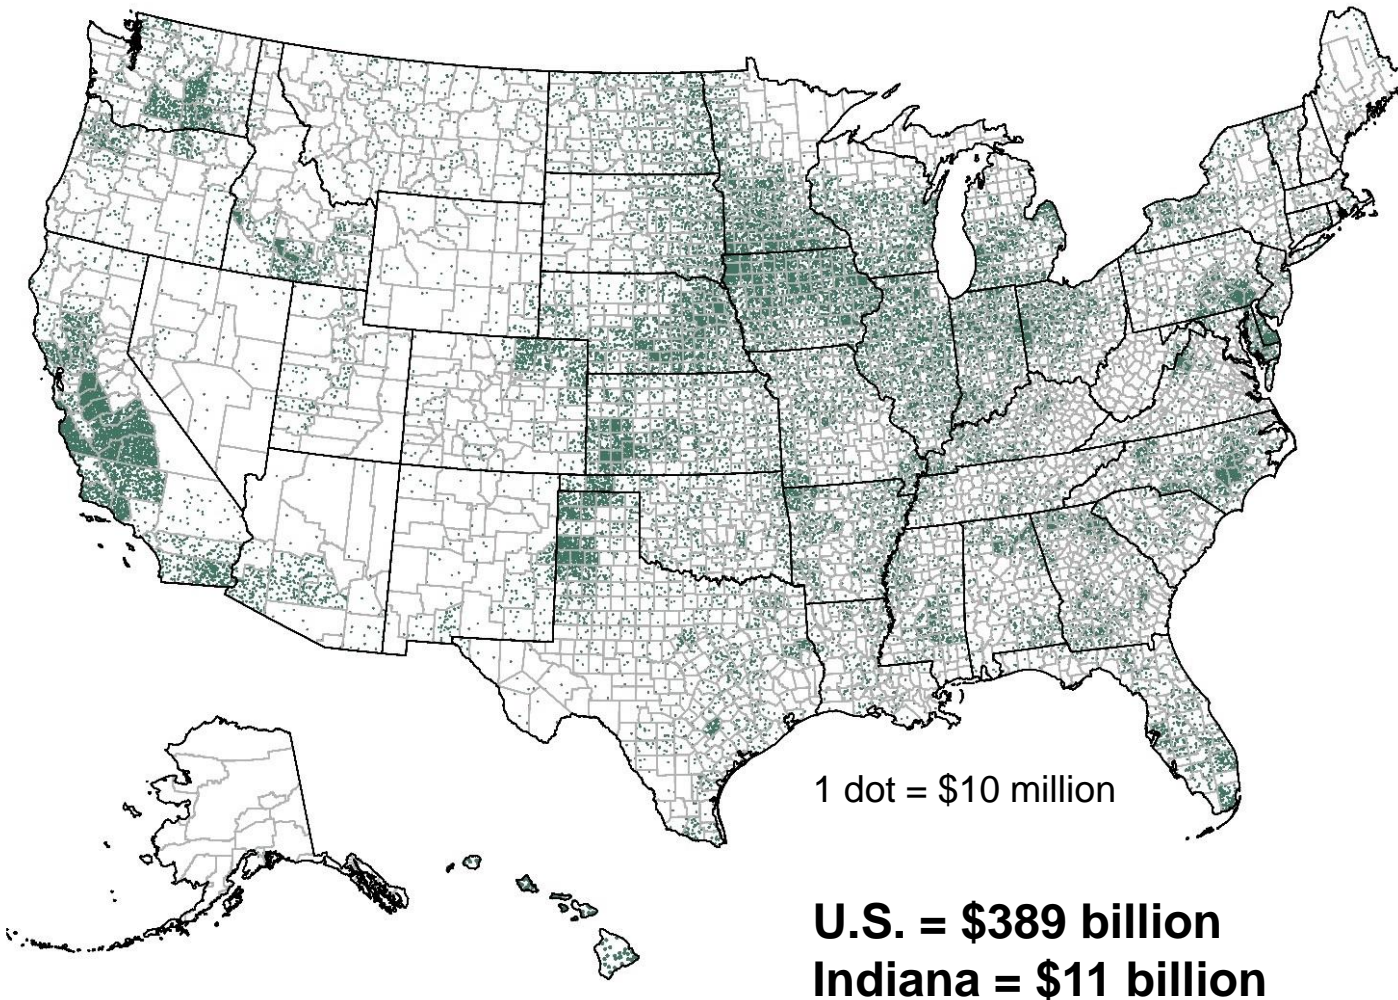 1 dot = $10 million
U.S. = $389 billion
Indiana = $11 billion